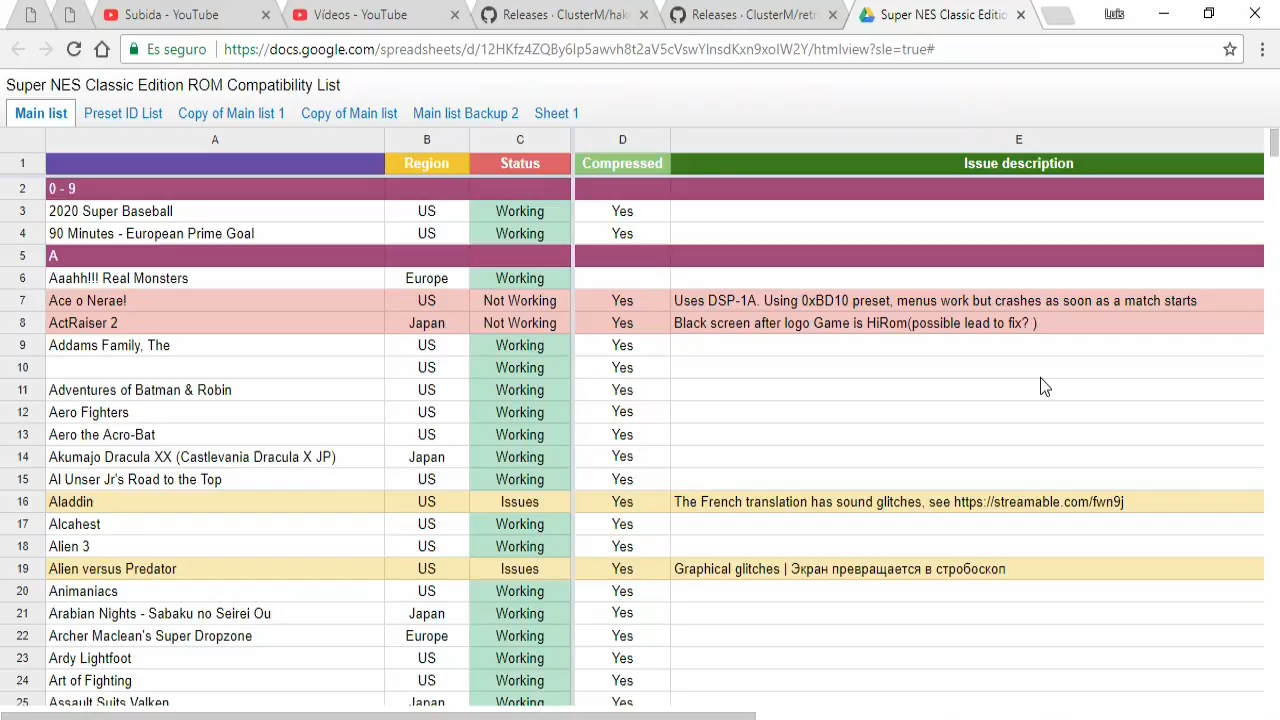 Subida - YouTube
Vídeos - YouTube
Releases · ClusterM/hak
Releases · ClusterM/retr
Super NES Classic Editio
Luis
Es seguro
https://docs.google.com/spreadsheets/d/12HKfz4ZQBy6Ip5awvh8t2aV5cVswYlnsdKxn9xoIW2Y/htmlview?sle=true#
Super NES Classic Edition ROM Compatibility List
Main list Preset ID List Copy of Main list 1 Copy of Main list Main list Backup 2 Sheet 1
A B C D E
1 Region Status Compressed Issue description
2 0 - 9
3 2020 Super Baseball US Working Yes
4 90 Minutes - European Prime Goal US Working Yes
5 A
6 Aaahh!!! Real Monsters Europe Working
7 Ace o Nerae! US Not Working Yes Uses DSP-1A. Using 0xBD10 preset, menus work but crashes as soon as a match starts
8 ActRaiser 2 Japan Not Working Yes Black screen after logo Game is HiRom(possible lead to fix? )
9 Addams Family, The US Working Yes
10 US Working Yes
11 Adventures of Batman & Robin US Working Yes
12 Aero Fighters US Working Yes
13 Aero the Acro-Bat US Working Yes
14 Akumajo Dracula XX (Castlevania Dracula X JP) Japan Working Yes
15 Al Unser Jr's Road to the Top US Working Yes
16 Aladdin US Issues Yes The French translation has sound glitches, see https://streamable.com/fwn9j
17 Alcahest US Working Yes
18 Alien 3 US Working Yes
19 Alien versus Predator US Issues Yes Graphical glitches | Экран превращается в стробоскоп
20 Animaniacs US Working Yes
21 Arabian Nights - Sabaku no Seirei Ou Japan Working Yes
22 Archer Maclean's Super Dropzone Europe Working Yes
23 Ardy Lightfoot US Working Yes
24 Art of Fighting US Working Yes
25 Assault Suits Valken Japan Working Yes